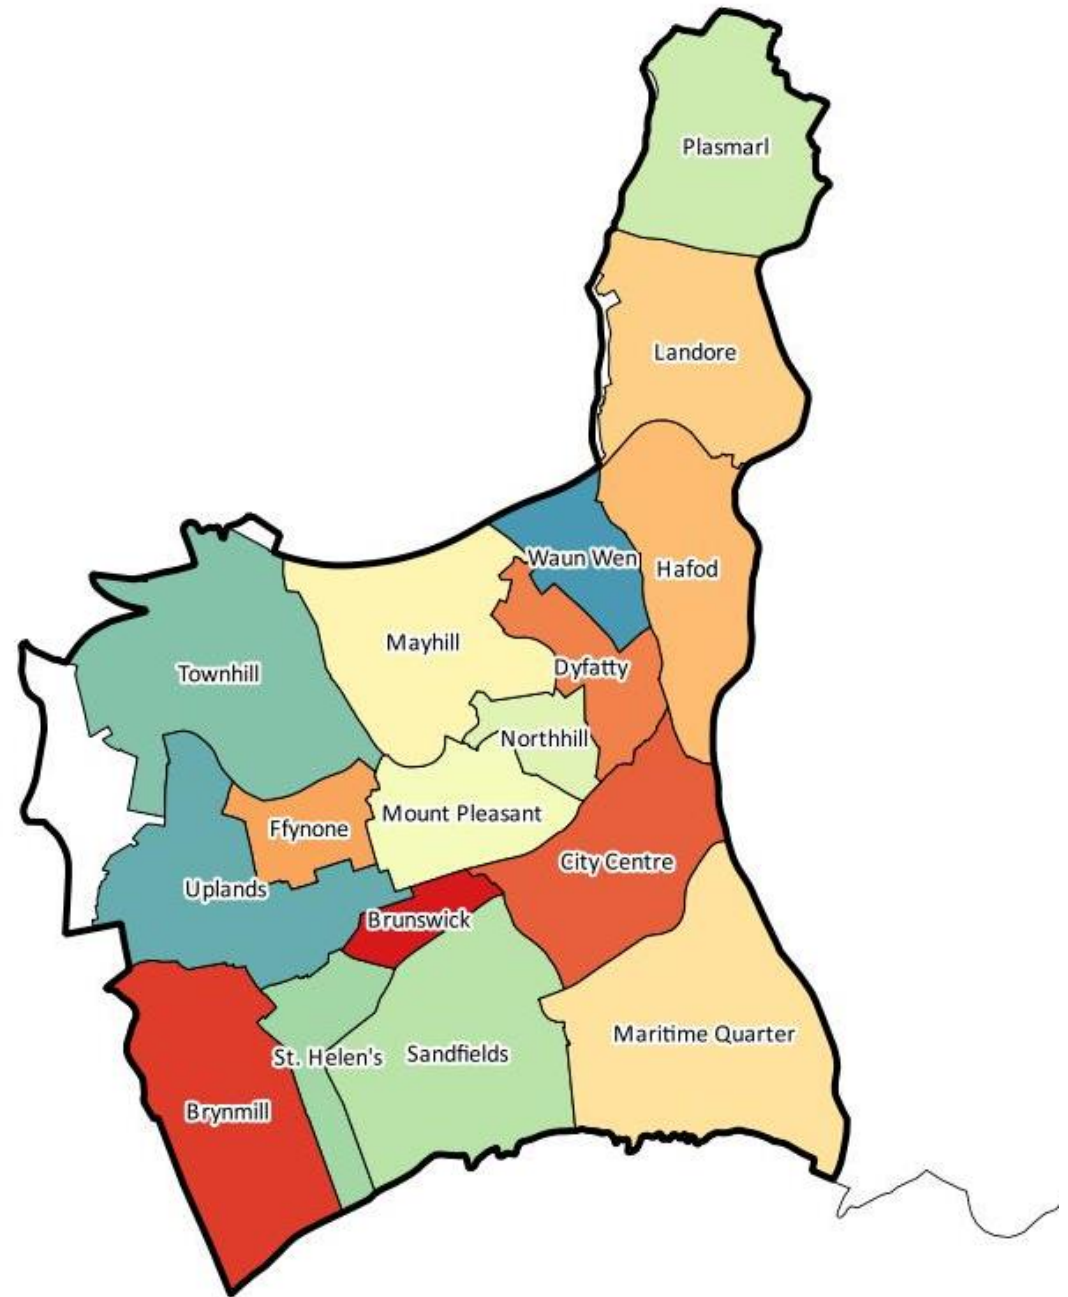 Plasmarl
Landore
Waun Wen
Hafod
Mayhill
Dyfatty
Townhill
Northhill
Mount Pleasant
Ffynone
City Centre
Uplands
Brunswick
Maritime Quarter
Sandfields
St. Helen's
Brynmill